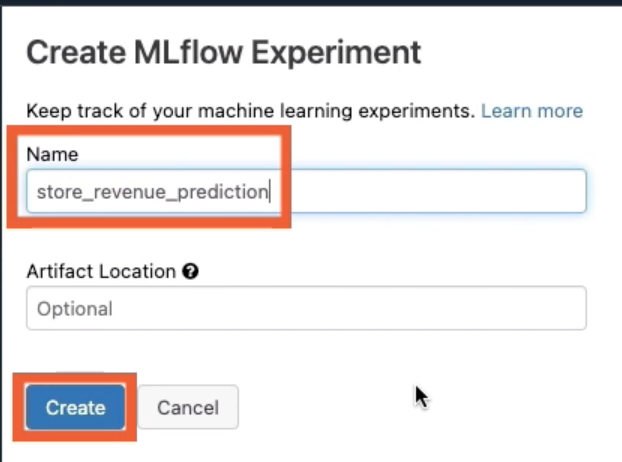 Create MLflow Experiment
Keep track of your machine learning experiments. Learn more
Name
store_revenue_prediction
Artifact Location ?
Optional
Create Cancel